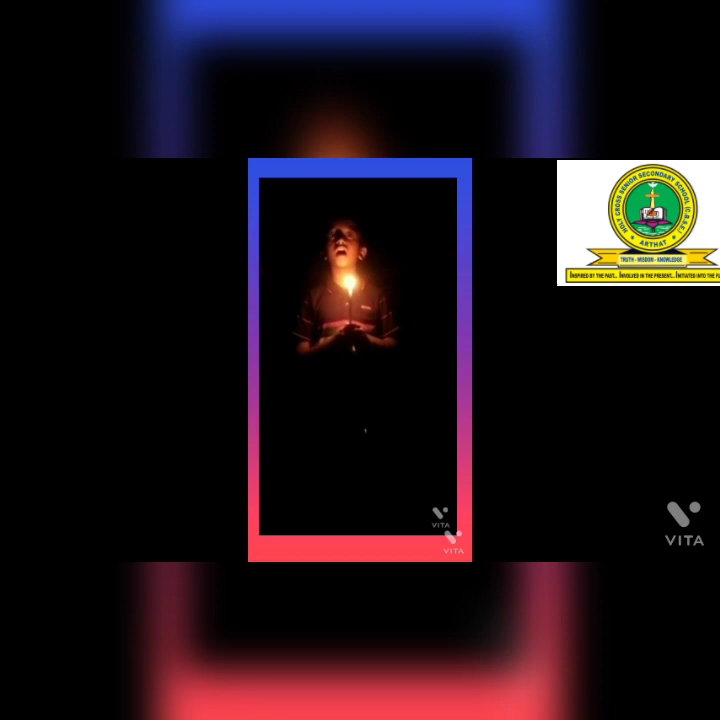 HOLY CROSS SENIOR SECONDARY SCHOOL (C.B.S.E.)
ARTHAT
TRUTH - WISDOM - KNOWLEDGE
INSPIRED BY THE PAST... INVOLVED IN THE PRESENT... INITIATED INTO THE FU
VITA
VITA
VITA